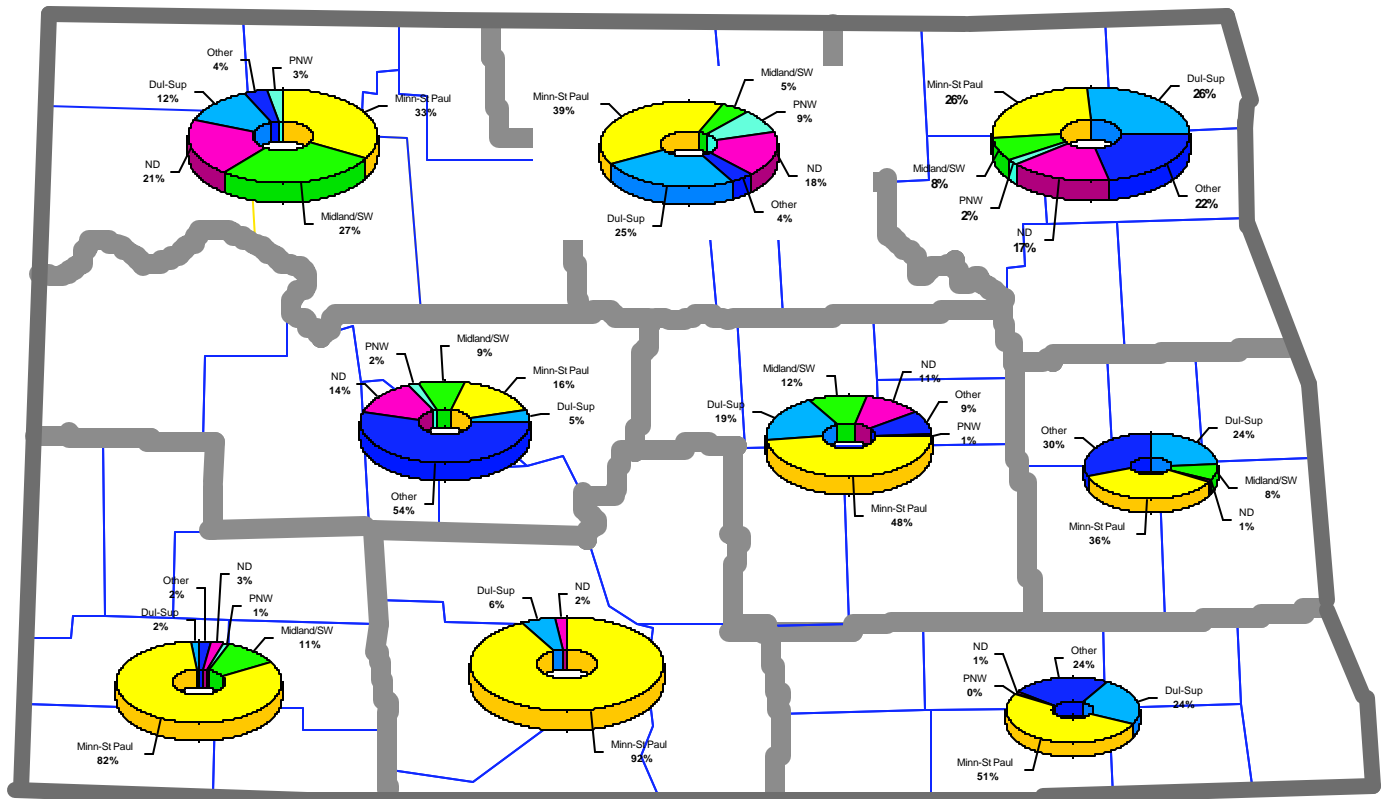 Other
4%
PNW
3%
Dul-Sup
12%
Minn-St Paul
33%
ND
21%
Midland/SW
27%
Midland/SW
5%
Minn-St Paul
39%
PNW
9%
ND
18%
Other
4%
Dul-Sup
25%
Dul-Sup
26%
Minn-St Paul
26%
Midland/SW
8%
Other
22%
PNW
2%
ND
17%
Midland/SW
9%
PNW
2%
ND
14%
Minn-St Paul
16%
Dul-Sup
5%
Other
54%
Midland/SW
12%
ND
11%
Other
9%
Dul-Sup
19%
PNW
1%
Minn-St Paul
48%
Dul-Sup
24%
Other
30%
Midland/SW
8%
ND
1%
Minn-St Paul
36%
ND
3%
Other
2%
PNW
1%
Dul-Sup
2%
Midland/SW
11%
Minn-St Paul
82%
ND
2%
Dul-Sup
6%
Minn-St Paul
92%
ND
1%
Other
24%
PNW
0%
Dul-Sup
24%
Minn-St Paul
51%